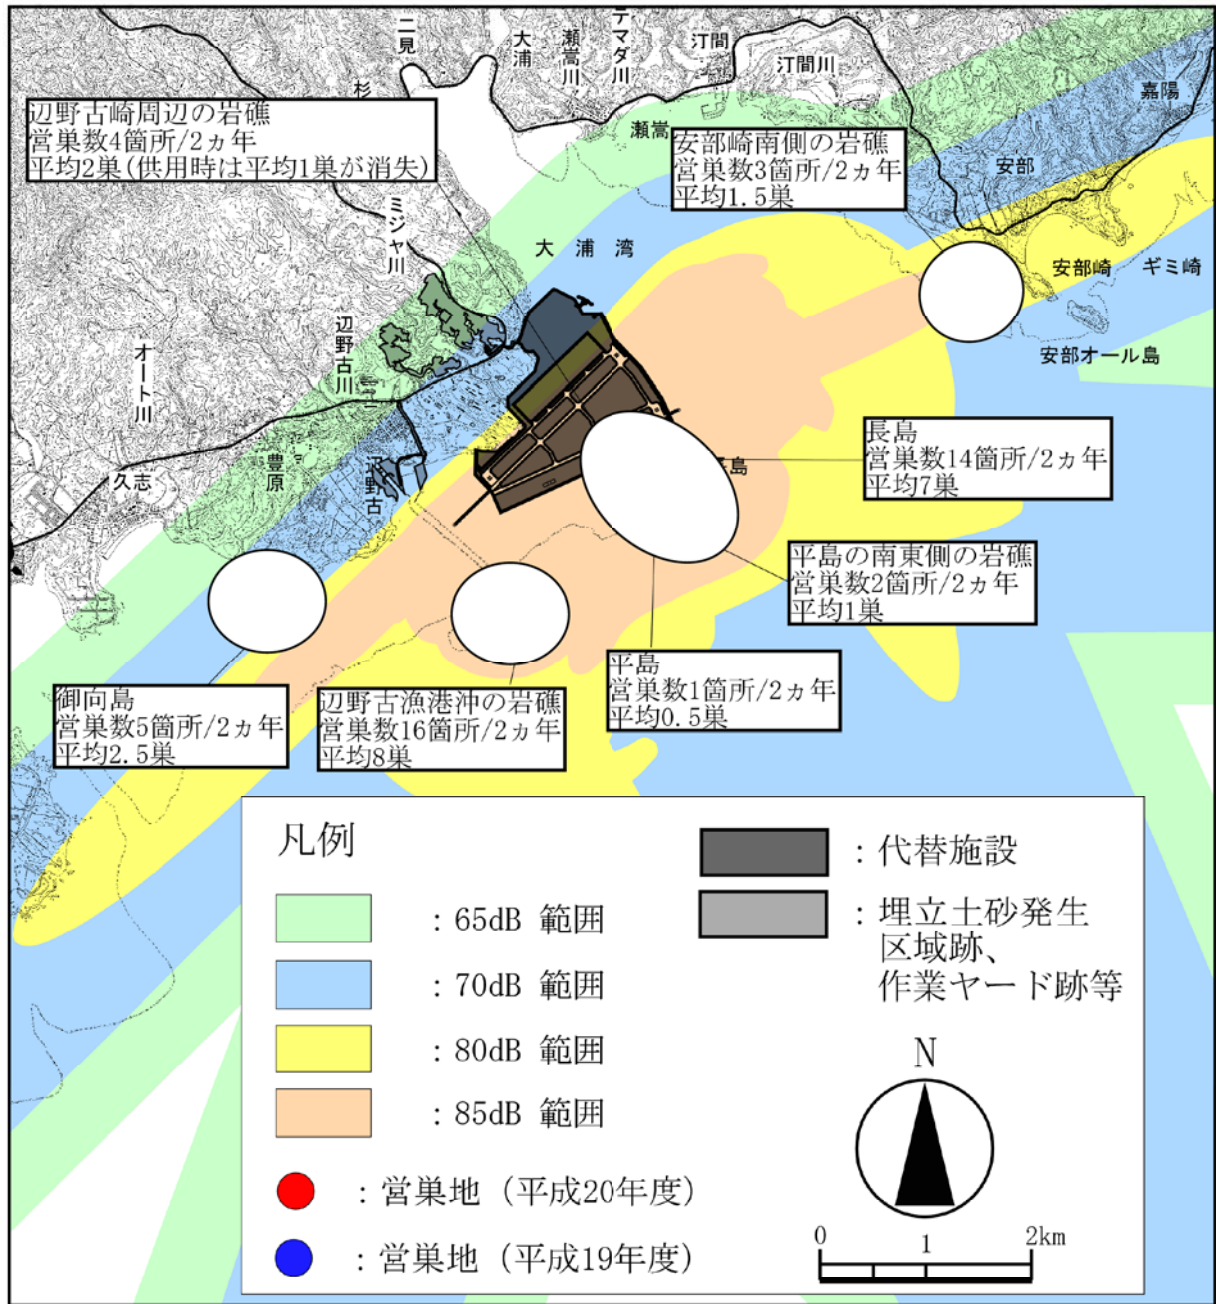 二見
大浦
瀬嵩川
テマダ川
汀間
汀間川
杉
瀬嵩
嘉陽
安部
辺野古崎周辺の岩礁
営巣数4箇所/2ヵ年
平均2巣(供用時は平均1巣が消失)
安部崎南側の岩礁
営巣数3箇所/2ヵ年
平均1.5巣
ミジャ川
大浦湾
安部崎
ギミ崎
安部オール島
辺野古川
オート川
豊原
久志
辺野古
島
長島
営巣数14箇所/2ヵ年
平均7巣
平島の南東側の岩礁
営巣数2箇所/2ヵ年
平均1巣
平島
営巣数1箇所/2ヵ年
平均0.5巣
御向島
営巣数5箇所/2ヵ年
平均2.5巣
辺野古漁港沖の岩礁
営巣数16箇所/2ヵ年
平均8巣
凡例
:65dB 範囲
:70dB 範囲
:80dB 範囲
:85dB 範囲
:営巣地 (平成20年度)
:営巣地 (平成19年度)
:代替施設
:埋立土砂発生
区域跡、
作業ヤード跡等
N
0 1 2km